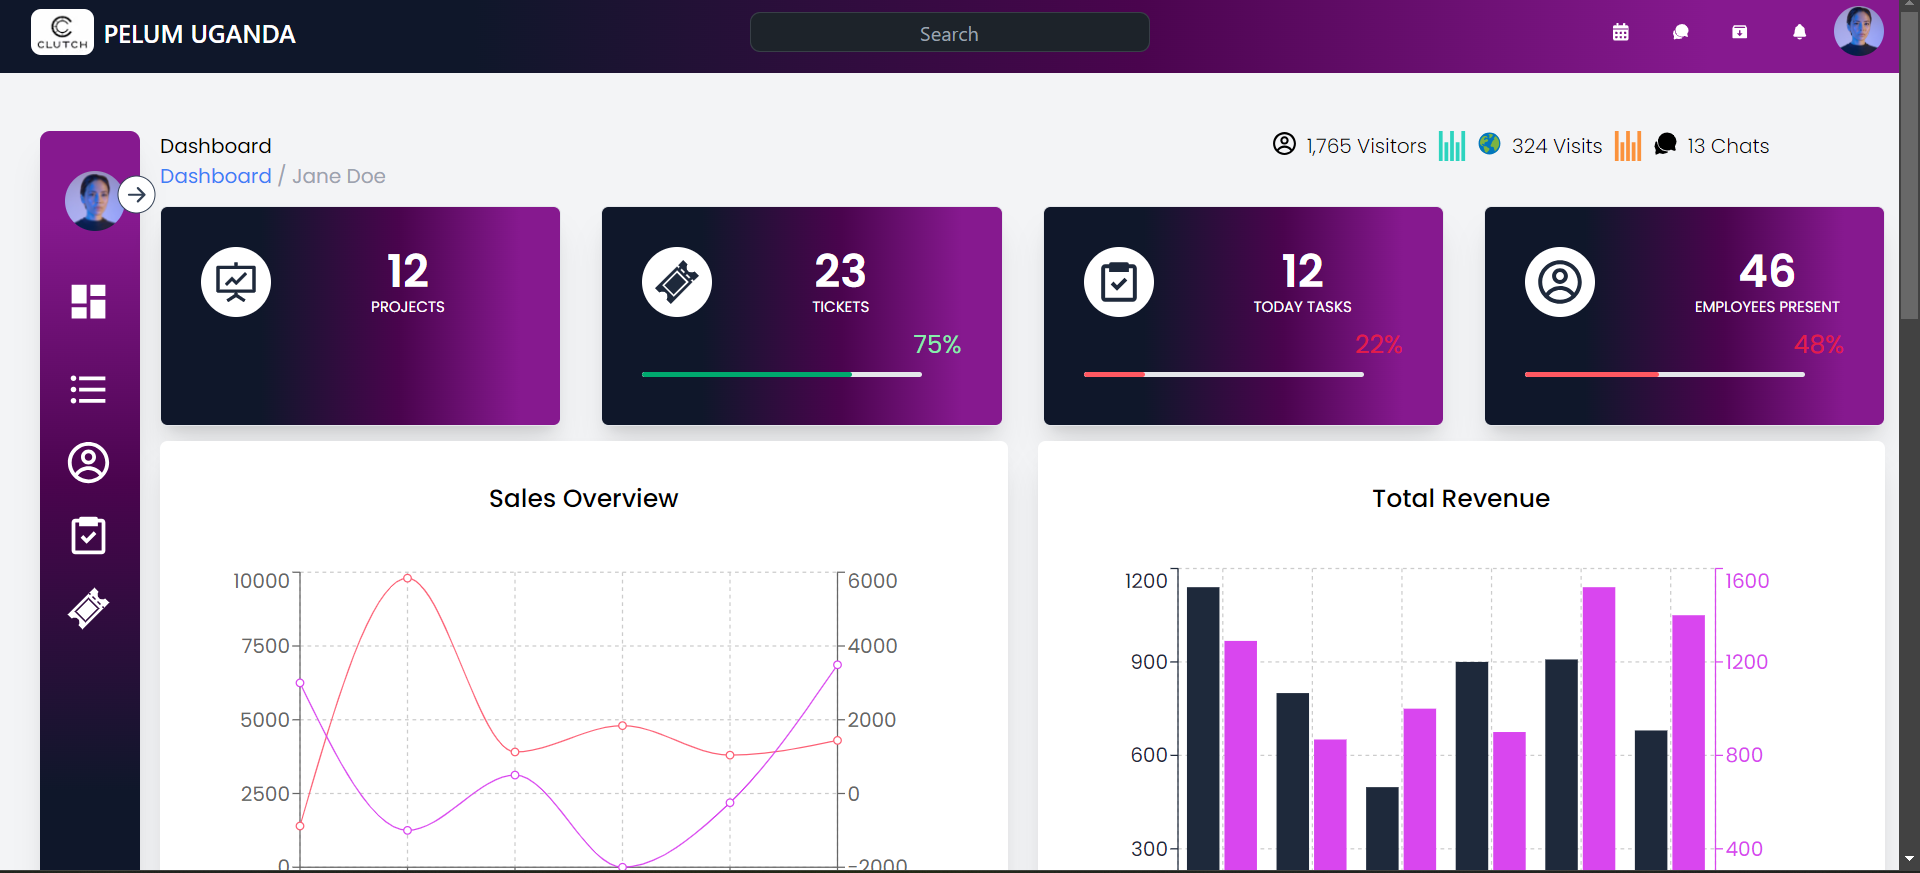 CLUTCH
PELUM UGANDA
Search
Dashboard
Dashboard / Jane Doe
1,765 Visitors
324 Visits
13 Chats
12
PROJECTS
23
TICKETS
75%
12
TODAY TASKS
22%
46
EMPLOYEES PRESENT
48%
Sales Overview
10000
7500
5000
2500
0
6000
4000
2000
0
−2000
Total Revenue
1200
900
600
300
1600
1200
800
400